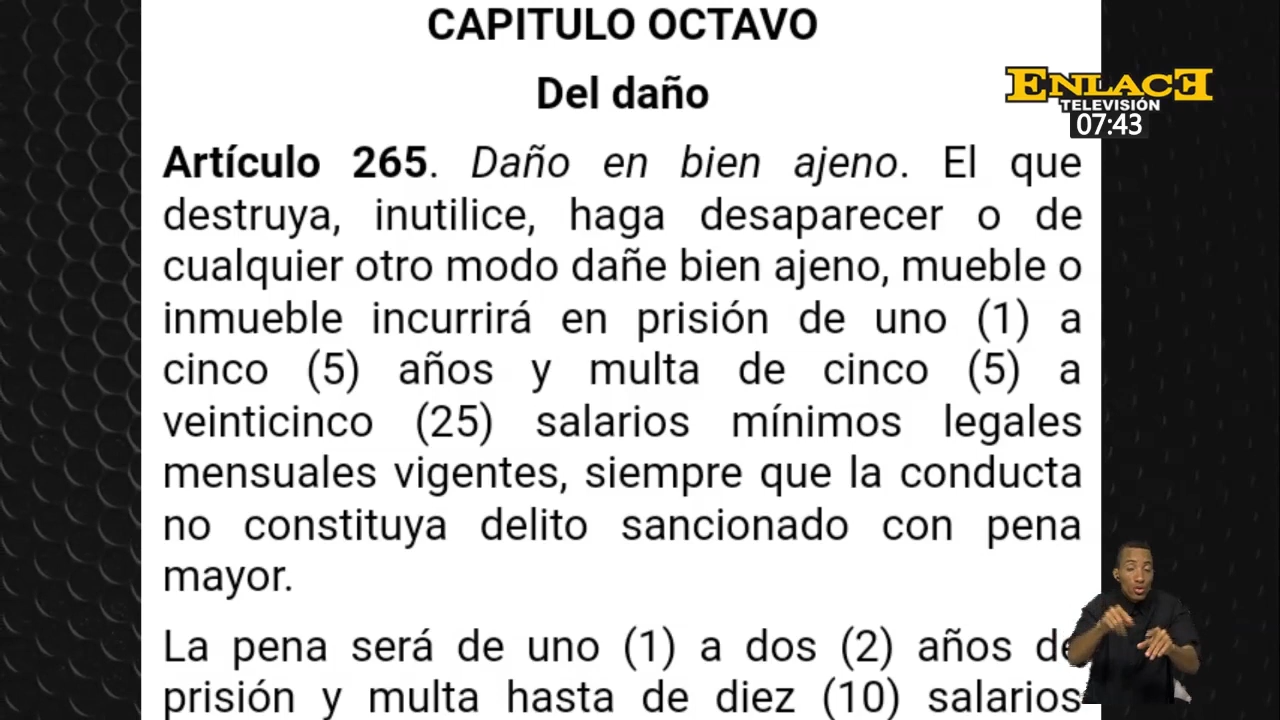 CAPITULO OCTAVO
Del daño
ENLACE
TELEVISIÓN
07:43
Artículo 265. Daño en bien ajeno. El que
destruya, inutilice, haga desaparecer o de
cualquier otro modo dañe bien ajeno, mueble o
inmueble incurrirá en prisión de uno (1) a
cinco (5) años y multa de cinco (5) a
veinticinco (25) salarios mínimos legales
mensuales vigentes, siempre que la conducta
no constituya delito sancionado con pena
mayor.
La pena será de uno (1) a dos (2) años de
prisión y multa hasta de diez (10) salarios